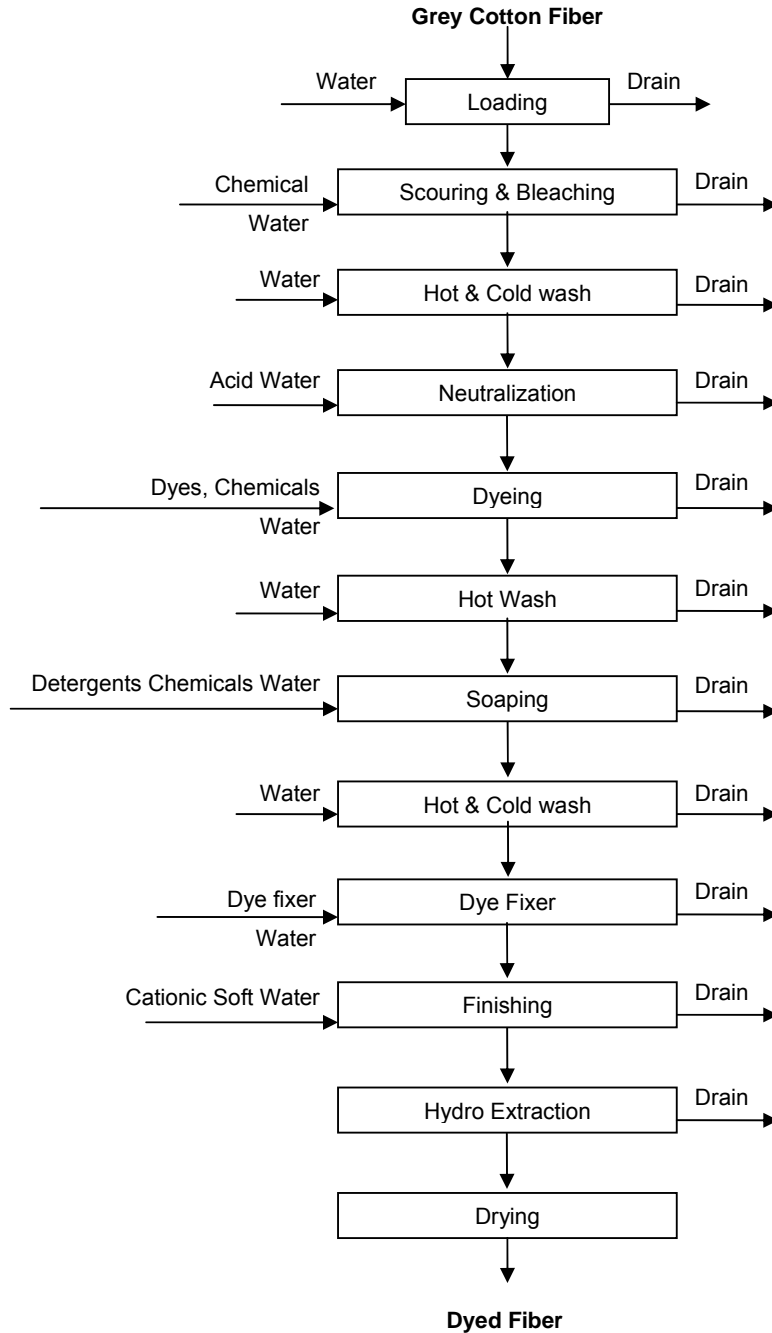 Grey Cotton Fiber
Water
Drain
Loading
Chemical
Drain
Scouring & Bleaching
Water
Water
Drain
Hot & Cold wash
Acid Water
Drain
Neutralization
Dyes, Chemicals
Drain
Dyeing
Water
Water
Drain
Hot Wash
Detergents Chemicals Water
Drain
Soaping
Water
Drain
Hot & Cold wash
Dye fixer
Drain
Dye Fixer
Water
Cationic Soft Water
Drain
Finishing
Drain
Hydro Extraction
Drying
Dyed Fiber